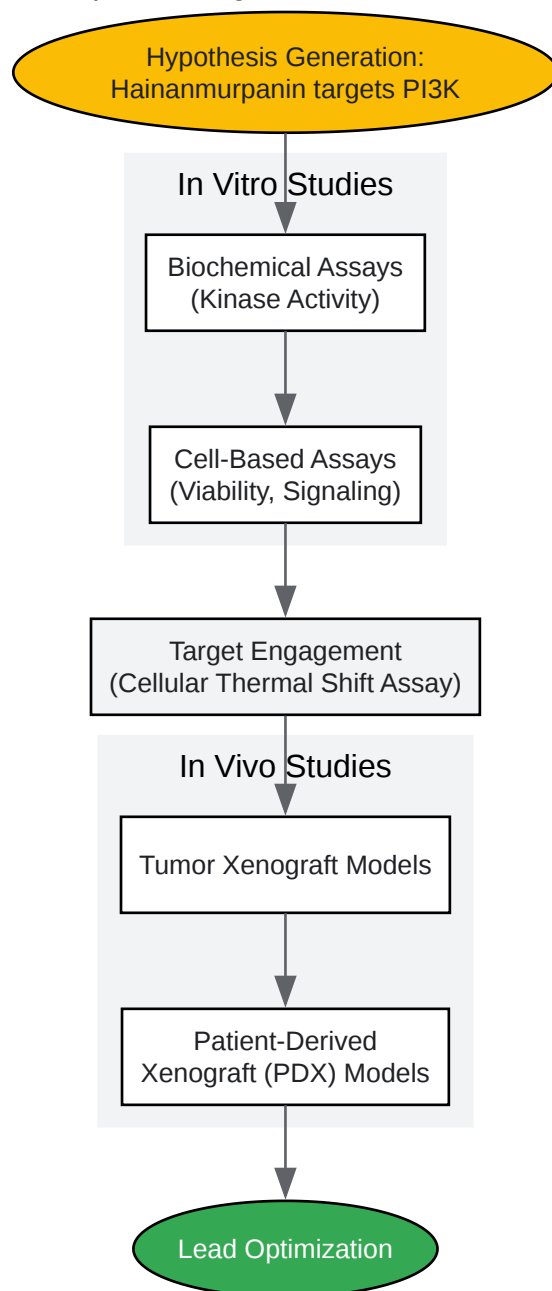 Hypothesis Generation:
Hainanmurpanin targets PI3K
In Vitro Studies
Biochemical Assays
(Kinase Activity)
Cell-Based Assays
(Viability, Signaling)
Target Engagement
(Cellular Thermal Shift Assay)
In Vivo Studies
Tumor Xenograft Models
Patient-Derived
Xenograft (PDX) Models
Lead Optimization